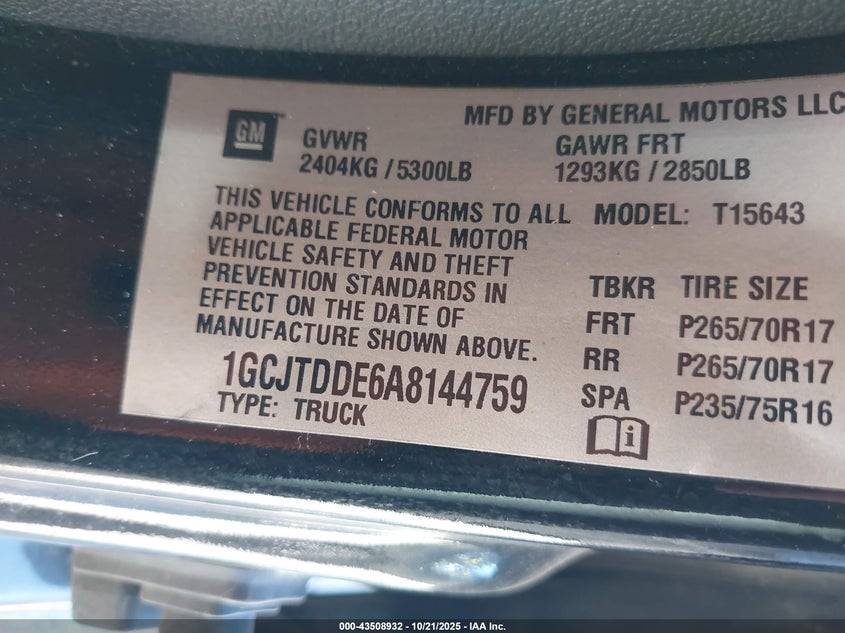 MFD BY GENERAL MOTORS LLC
GM
GVWR GAWR FRT
2404KG / 5300LB 1293KG / 2850LB
THIS VEHICLE CONFORMS TO ALL MODEL: T15643
APPLICABLE FEDERAL MOTOR
VEHICLE SAFETY AND THEFT
PREVENTION STANDARDS IN TBKR TIRE SIZE
EFFECT ON THE DATE OF FRT P265/70R17
MANUFACTURE SHOWN ABOVE. RR P265/70R17
1GCJTDDE6A8144759 SPA P235/75R16
TYPE: TRUCK
i
000-43508932 - 10/21/2025 - IAA Inc.